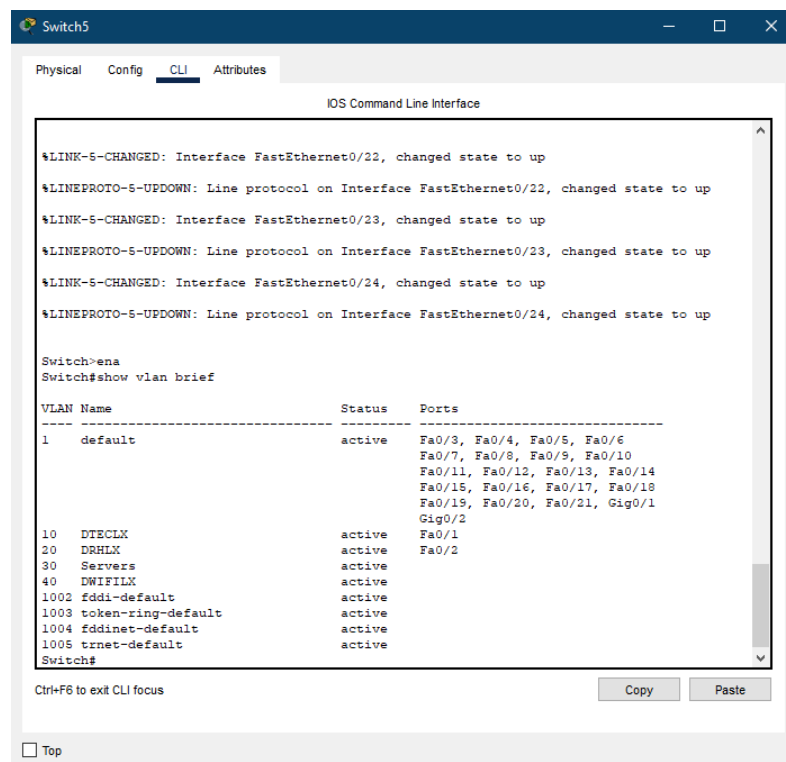 Switch5
Physical Config CLI Attributes
IOS Command Line Interface
%LINK-5-CHANGED: Interface FastEthernet0/22, changed state to up
%LINEPROTO-5-UPDOWN: Line protocol on Interface FastEthernet0/22, changed state to up
%LINK-5-CHANGED: Interface FastEthernet0/23, changed state to up
%LINEPROTO-5-UPDOWN: Line protocol on Interface FastEthernet0/23, changed state to up
%LINK-5-CHANGED: Interface FastEthernet0/24, changed state to up
%LINEPROTO-5-UPDOWN: Line protocol on Interface FastEthernet0/24, changed state to up
Switch>ena
Switch#show vlan brief
VLAN Name                             Status    Ports
---- -------------------------------- --------- -------------------------------
1    default                          active    Fa0/3, Fa0/4, Fa0/5, Fa0/6
                                                Fa0/7, Fa0/8, Fa0/9, Fa0/10
                                                Fa0/11, Fa0/12, Fa0/13, Fa0/14
                                                Fa0/15, Fa0/16, Fa0/17, Fa0/18
                                                Fa0/19, Fa0/20, Fa0/21, Gig0/1
                                                Gig0/2
10   DTECLX                           active    Fa0/1
20   DRHLX                            active    Fa0/2
30   Servers                          active
40   DWIFILX                          active
1002 fddi-default                     active
1003 token-ring-default               active
1004 fddinet-default                  active
1005 trnet-default                    active
Switch#
Ctrl+F6 to exit CLI focus Copy Paste
Top